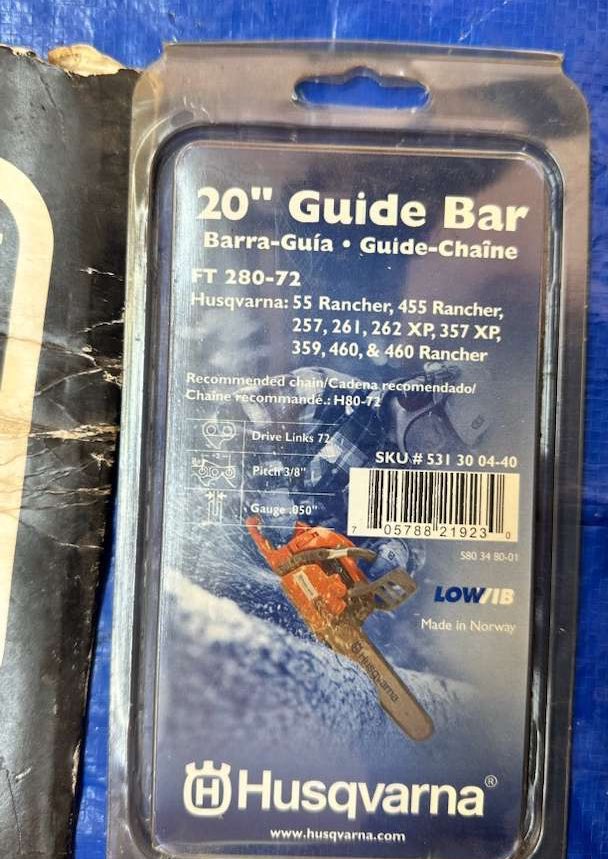 20" Guide Bar
Barra-Guía • Guide-Chaîne
FT 280-72
Husqvarna: 55 Rancher, 455 Rancher,
257, 261, 262 XP, 357 XP,
359, 460, & 460 Rancher
Recommended chain/Cadena recomendado/
Chaîne recommandé.: H80-72
Drive Links 72
Pitch 3/8"
Gauge .050"
SKU # 531 30 04-40
7 05788 21923 0
580 34 80-01
LOWVIB
Made in Norway
Husqvarna
H Husqvarna®
www.husqvarna.com